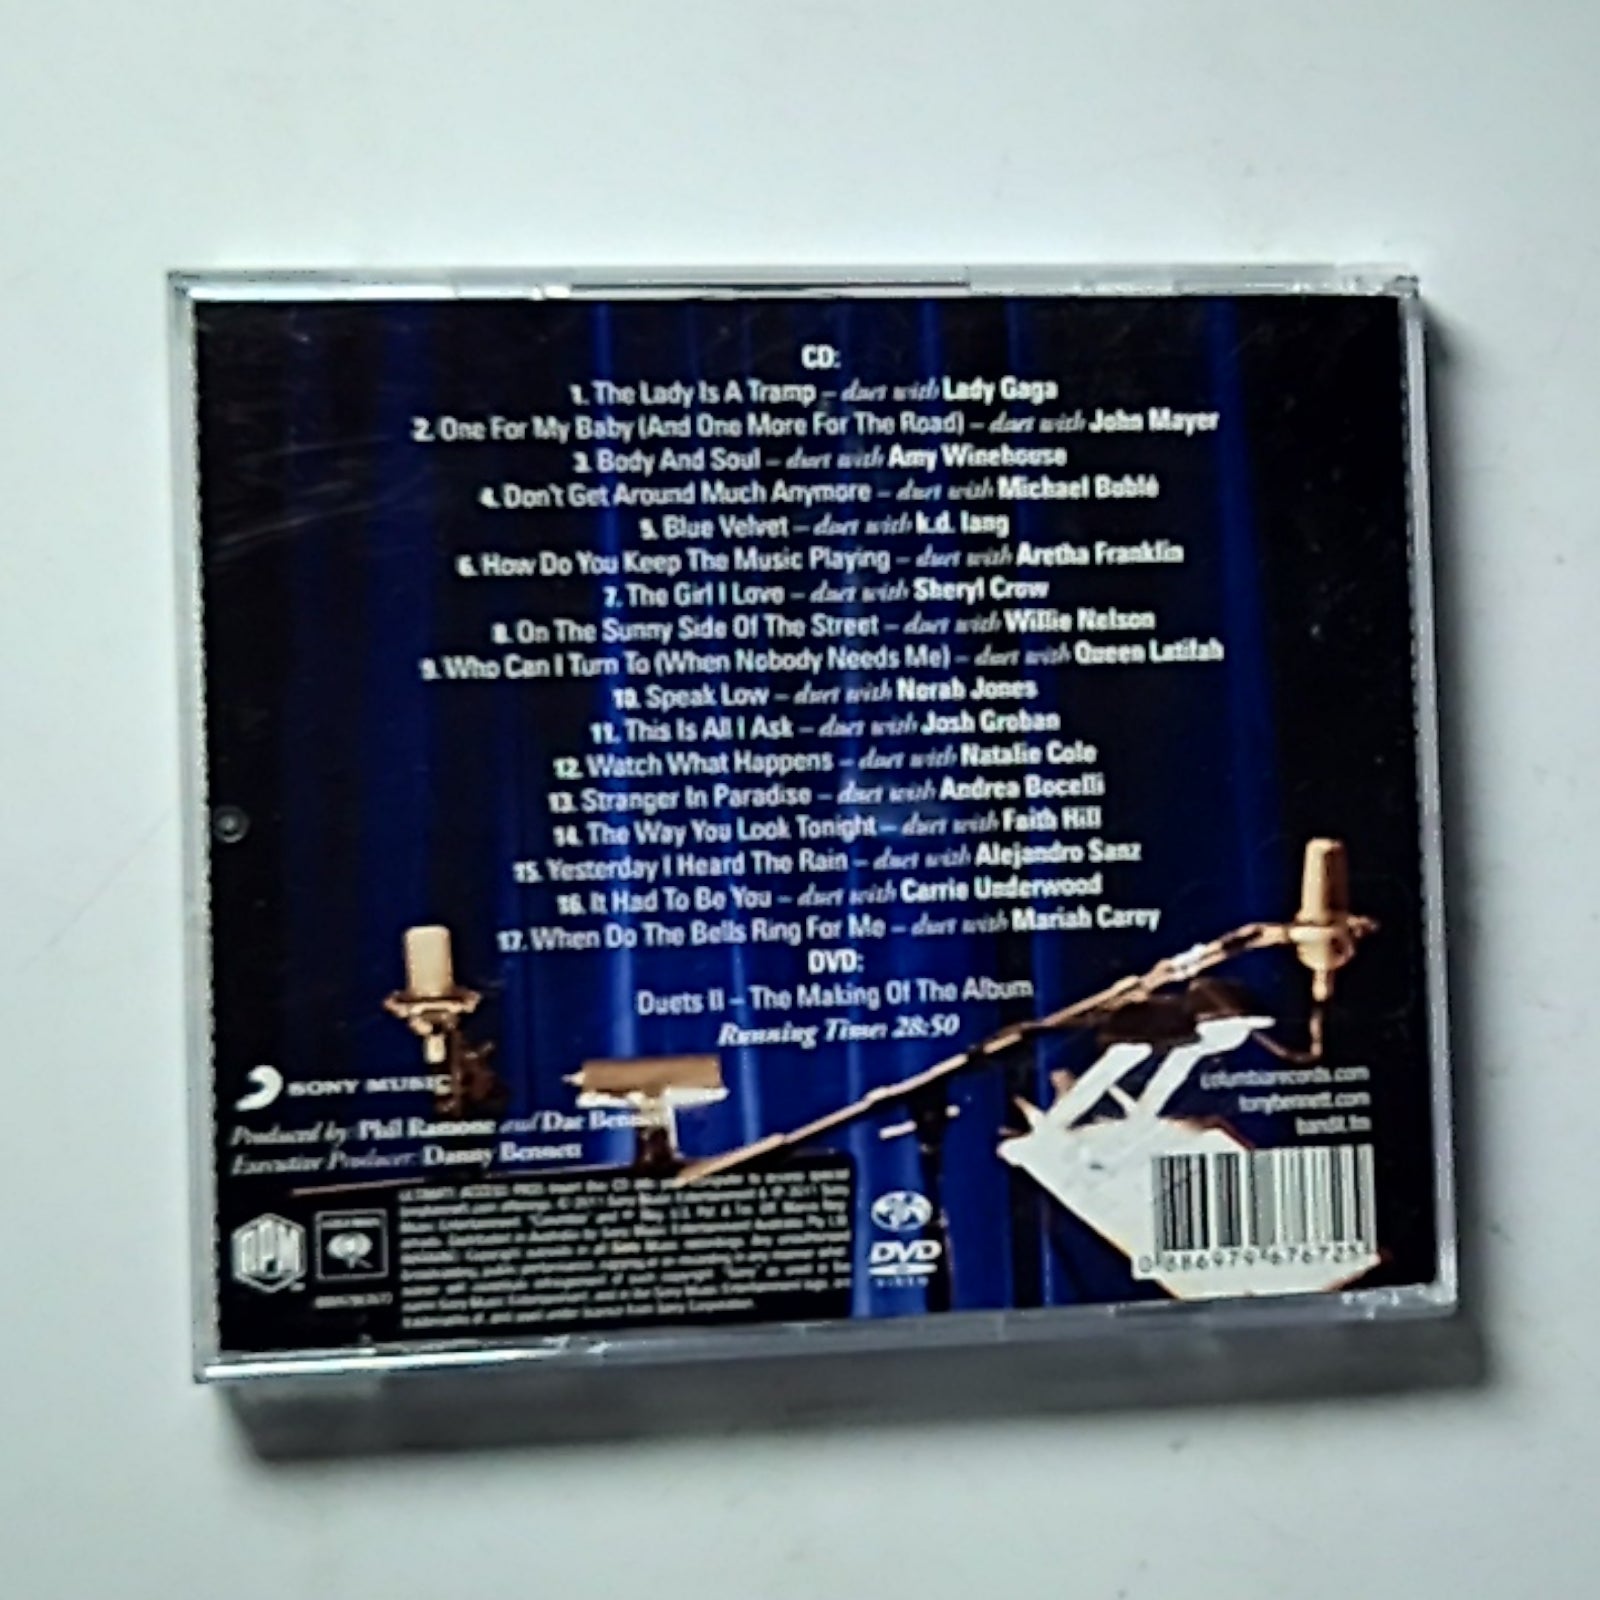 CD:
1. The Lady Is A Tramp – duet with Lady Gaga
2. One For My Baby (And One More For The Road) – duet with John Mayer
3. Body And Soul – duet with Amy Winehouse
4. Don't Get Around Much Anymore – duet with Michael Bublé
5. Blue Velvet – duet with k.d. lang
6. How Do You Keep The Music Playing – duet with Aretha Franklin
7. The Girl I Love – duet with Sheryl Crow
8. On The Sunny Side Of The Street – duet with Willie Nelson
9. Who Can I Turn To (When Nobody Needs Me) – duet with Queen Latifah
10. Speak Low – duet with Norah Jones
11. This Is All I Ask – duet with Josh Groban
12. Watch What Happens – duet with Natalie Cole
13. Stranger In Paradise – duet with Andrea Bocelli
14. The Way You Look Tonight – duet with Faith Hill
15. Yesterday I Heard The Rain – duet with Alejandro Sanz
16. It Had To Be You – duet with Carrie Underwood
17. When Do The Bells Ring For Me – duet with Mariah Carey
DVD:
Duets II – The Making Of The Album
Running Time: 28:50
SONY MUSIC
Produced by: Phil Ramone and Dae Bennett
Executive Producer: Danny Bennett
columbiarecords.com
tonybennett.com
bandit.fm
DVD
VIDEO
0 886979 676725